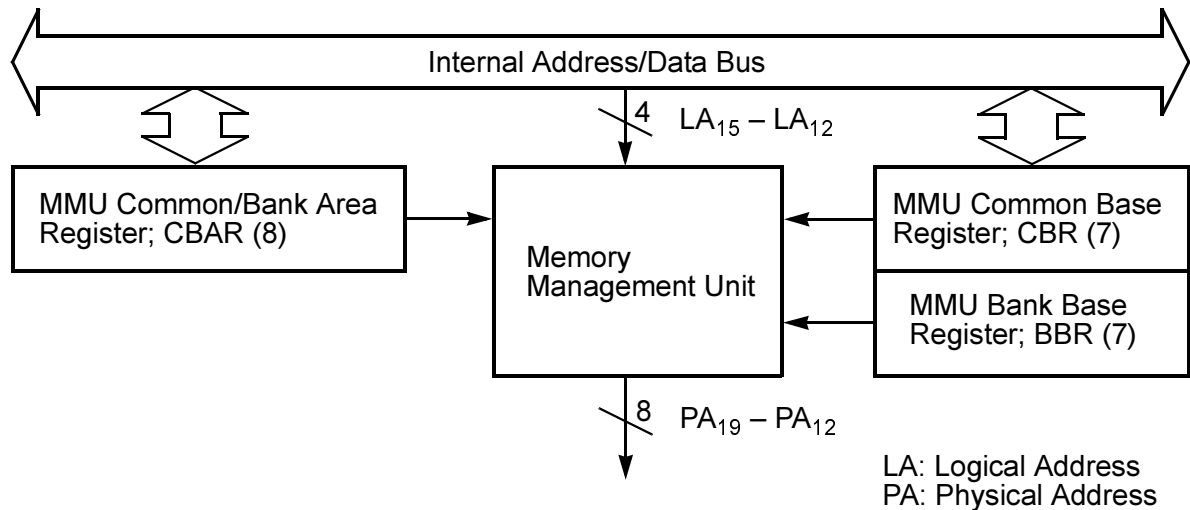 Internal Address/Data Bus
4
LA15 – LA12
MMU Common/Bank Area
Register; CBAR (8)
Memory
Management Unit
MMU Common Base
Register; CBR (7)
MMU Bank Base
Register; BBR (7)
8
PA19 – PA12
LA: Logical Address
PA: Physical Address